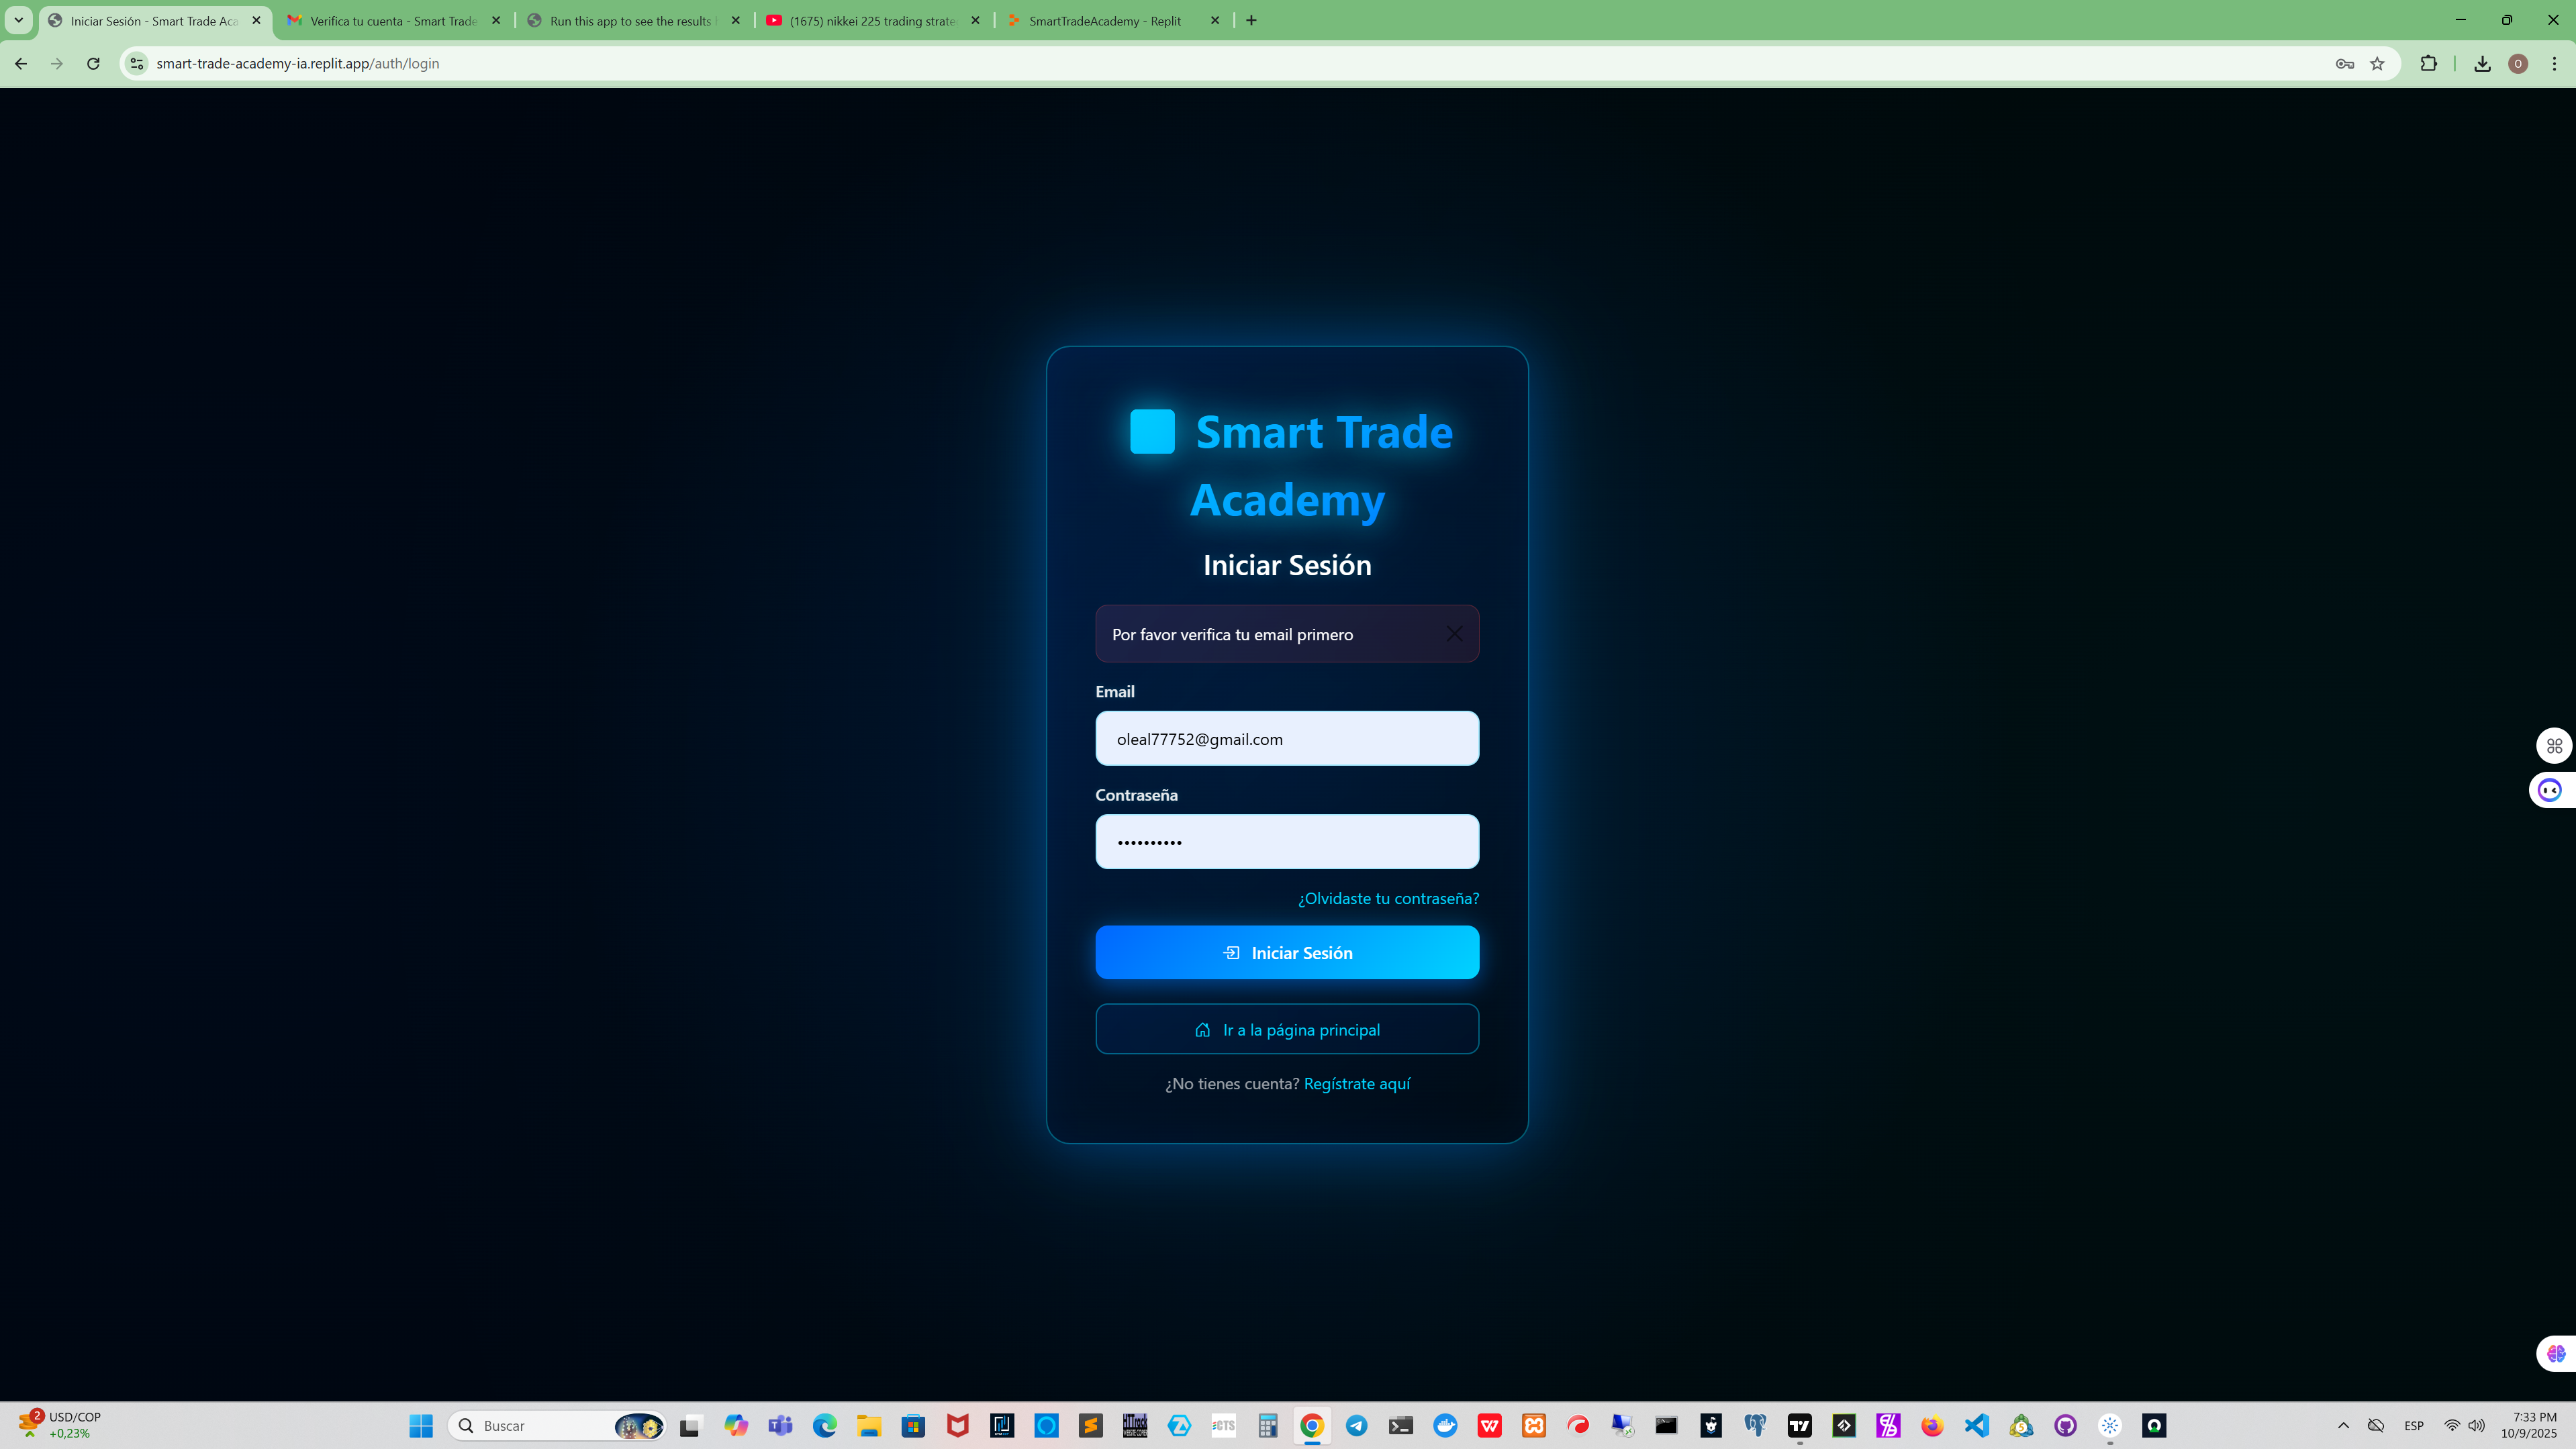 Iniciar Sesión - Smart Trade Aca
Verifica tu cuenta - Smart Trade
Run this app to see the results
(1675) nikkei 225 trading strate
SmartTradeAcademy - Replit
smart-trade-academy-ia.replit.app/auth/login
O
Smart Trade
Academy
Iniciar Sesión
Por favor verifica tu email primero
Email
oleal77752@gmail.com
Contraseña
••••••••••
¿Olvidaste tu contraseña?
Iniciar Sesión
Ir a la página principal
¿No tienes cuenta? Regístrate aquí
2
USD/COP
+0,23%
Buscar
ESP
7:33 PM
10/9/2025